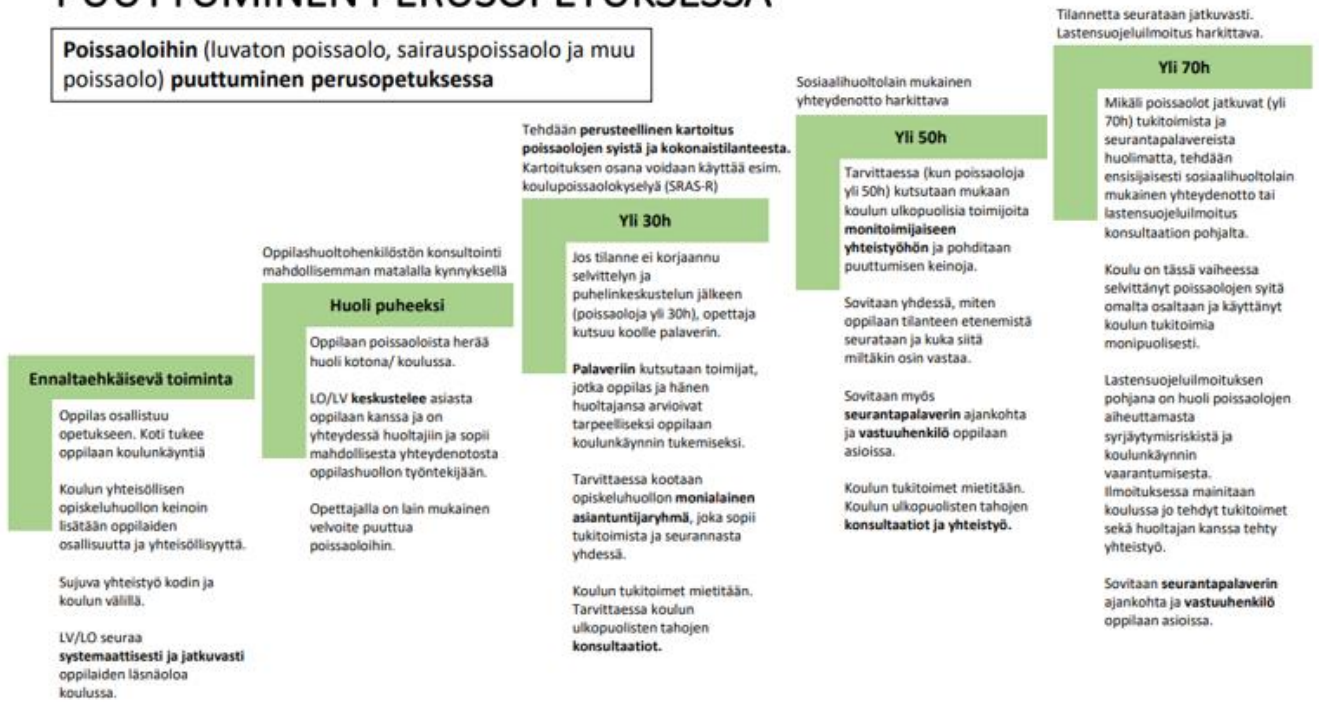 PUUTTUMINEN PERUSOPETUKSESSA
Poissaoloihin (luvaton poissaolo, sairauspoissaolo ja muu
poissaolo) puuttuminen perusopetuksessa
Ennaltaehkäisevä toiminta
Oppilas osallistuu
opetukseen. Koti tukee
oppilaan koulunkäyntiä
Koulun yhteisöllisen
opiskeluhuollon keinoin
lisätään oppilaiden
osallisuutta ja yhteisöllisyyttä.
Sujuva yhteistyö kodin ja
koulun välillä.
LV/LO seuraa
systemaattisesti ja jatkuvasti
oppilaiden läsnäoloa
koulussa.
Oppilashuoltohenkilöstön konsultointi
mahdollisemman matalalla kynnyksellä
Huoli puheeksi
Oppilaan poissaoloista herää
huoli kotona/ koulussa.
LO/LV keskustelee asiasta
oppilaan kanssa ja on
yhteydessä huoltajiin ja sopii
mahdollisesta yhteydenotosta
oppilashuollon työntekijään.
Opettajalla on lain mukainen
velvoite puuttua
poissaoloihin.
Tehdään perusteellinen kartoitus
poissaolojen syistä ja kokonaistilanteesta.
Kartoituksen osana voidaan käyttää esim.
koulupoissaolokyselyä (SRAS-R)
Yli 30h
Jos tilanne ei korjaannu
selvittelyn ja
puhelinkeskustelun jälkeen
(poissaoloja yli 30h), opettaja
kutsuu koolle palaverin.
Palaveriin kutsutaan toimijat,
jotka oppilas ja hänen
huoltajansa arvioivat
tarpeelliseksi oppilaan
koulunkäynnin tukemiseksi.
Tarvittaessa kootaan
opiskeluhuollon monialainen
asiantuntijaryhmä, joka sopii
tukitoimista ja seurannasta
yhdessä.
Koulun tukitoimet mietitään.
Tarvittaessa koulun
ulkopuolisten tahojen
konsultaatiot.
Sosiaalihuoltolain mukainen
yhteydenotto harkittava
Yli 50h
Tarvittaessa (kun poissaoloja
yli 50h) kutsutaan mukaan
koulun ulkopuolisia toimijoita
monitoimijaiseen
yhteistyöhön ja pohditaan
puuttumisen keinoja.
Sovitaan yhdessä, miten
oppilaan tilanteen etenemistä
seurataan ja kuka siitä
miltäkin osin vastaa.
Sovitaan myös
seurantapalaverin ajankohta
ja vastuuhenkilö oppilaan
asioissa.
Koulun tukitoimet mietitään.
Koulun ulkopuolisten tahojen
konsultaatiot ja yhteistyö.
Tilannetta seurataan jatkuvasti.
Lastensuojeluilmoitus harkittava.
Yli 70h
Mikäli poissaolot jatkuvat (yli
70h) tukitoimista ja
seurantapalavereista
huolimatta, tehdään
ensisijaisesti sosiaalihuoltolain
mukainen yhteydenotto tai
lastensuojeluilmoitus
konsultaation pohjalta.
Koulu on tässä vaiheessa
selvittänyt poissaolojen syitä
omalta osaltaan ja käyttänyt
koulun tukitoimia
monipuolisesti.
Lastensuojeluilmoituksen
pohjana on huoli poissaolojen
aiheuttamasta
syrjäytymisriskistä ja
koulunkäynnin
vaarantumisesta.
Ilmoituksessa mainitaan
koulussa jo tehdyt tukitoimet
sekä huoltajan kanssa tehty
yhteistyö.
Sovitaan seurantapalaverin
ajankohta ja vastuuhenkilö
oppilaan asioissa.